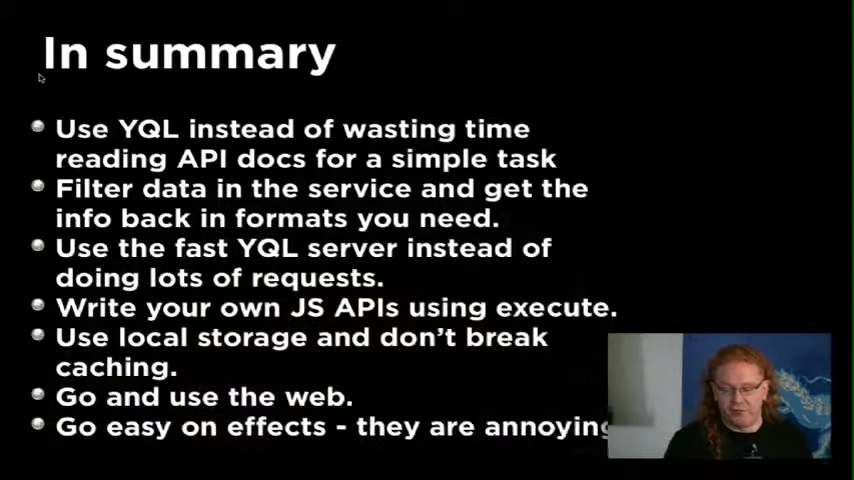 In summary
Use YQL instead of wasting time
reading API docs for a simple task
Filter data in the service and get the
info back in formats you need.
Use the fast YQL server instead of
doing lots of requests.
Write your own JS APIs using execute.
Use local storage and don’t break
caching.
Go and use the web.
Go easy on effects - they are annoying